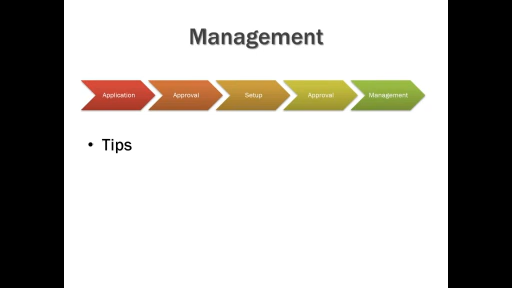 Management
Application Approval Setup Approval Management
• Tips